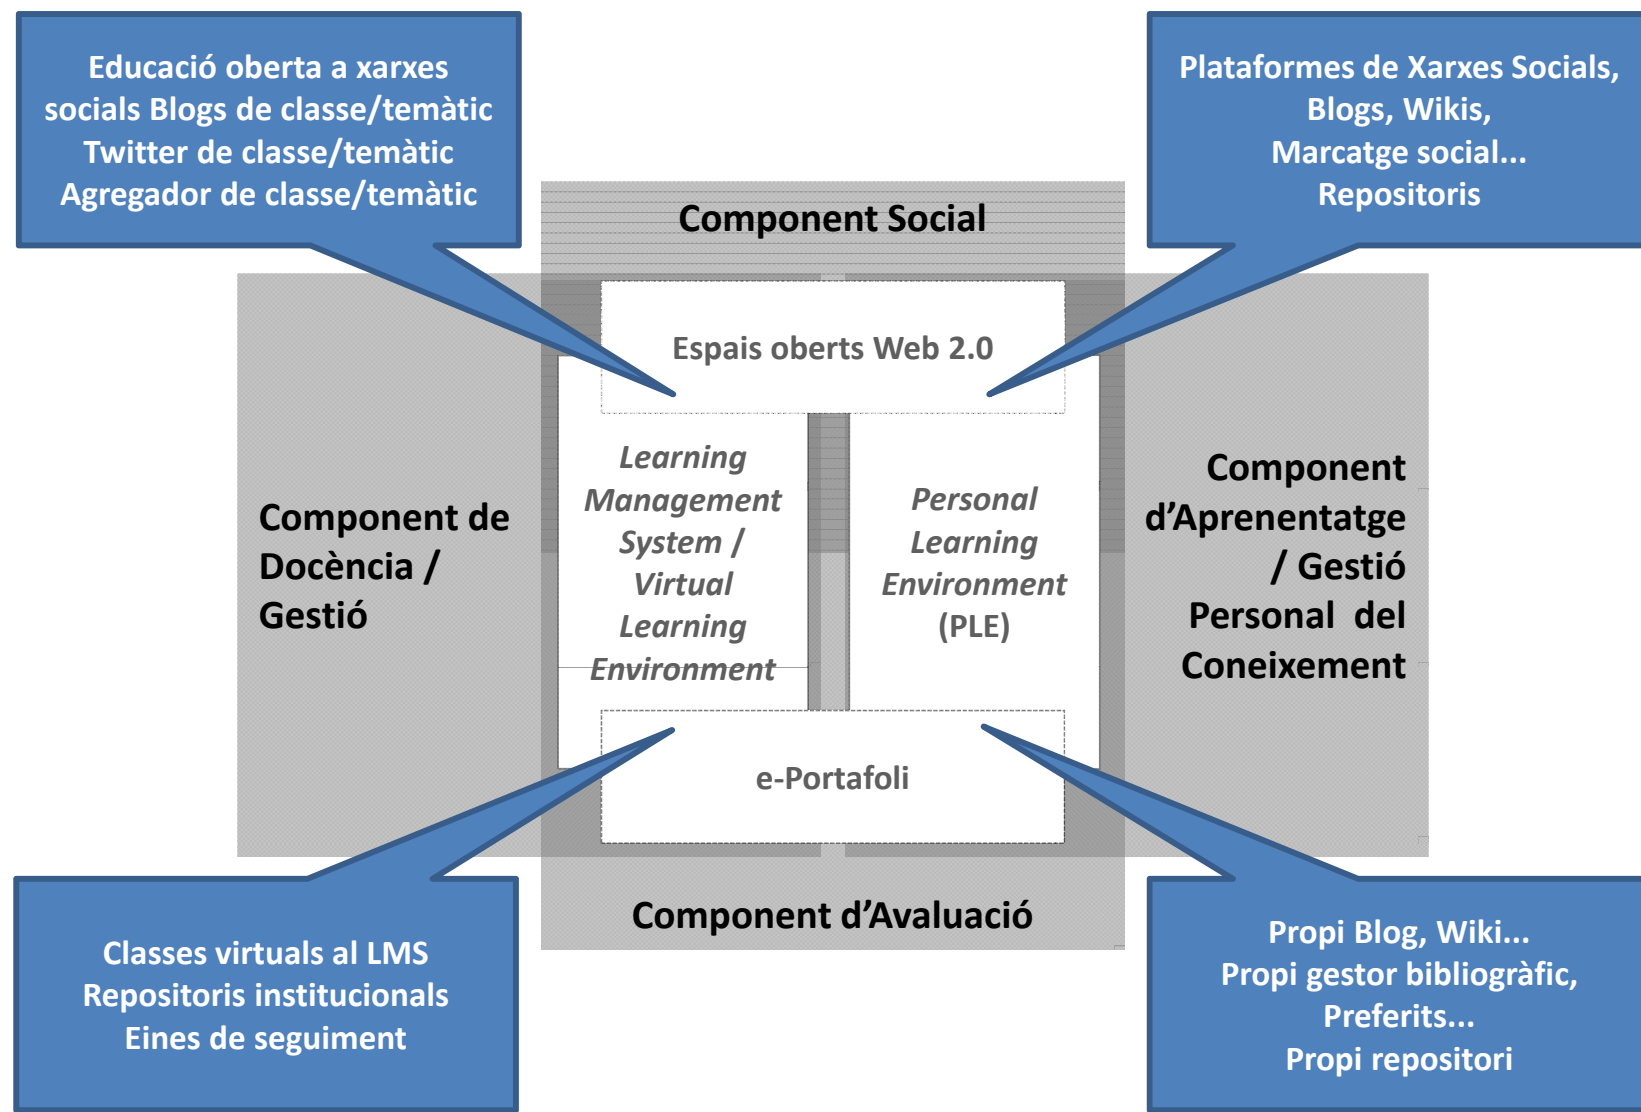 Educació oberta a xarxes
socials Blogs de classe/temàtic
Twitter de classe/temàtic
Agregador de classe/temàtic
Plataformes de Xarxes Socials,
Blogs, Wikis,
Marcatge social...
Repositoris
Component Social
Espais oberts Web 2.0
Component de
Docència /
Gestió
Learning
Management
System /
Virtual
Learning
Environment
Personal
Learning
Environment
(PLE)
Component
d’Aprenentatge
/ Gestió
Personal  del
Coneixement
e-Portafoli
Component d’Avaluació
Classes virtuals al LMS
Repositoris institucionals
Eines de seguiment
Propi Blog, Wiki...
Propi gestor bibliogràfic,
Preferits...
Propi repositori